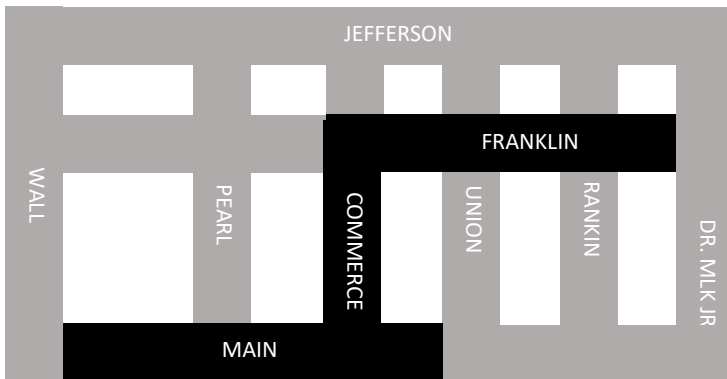 JEFFERSON
FRANKLIN
WALL
PEARL
COMMERCE
UNION
RANKIN
DR. MLK JR
MAIN